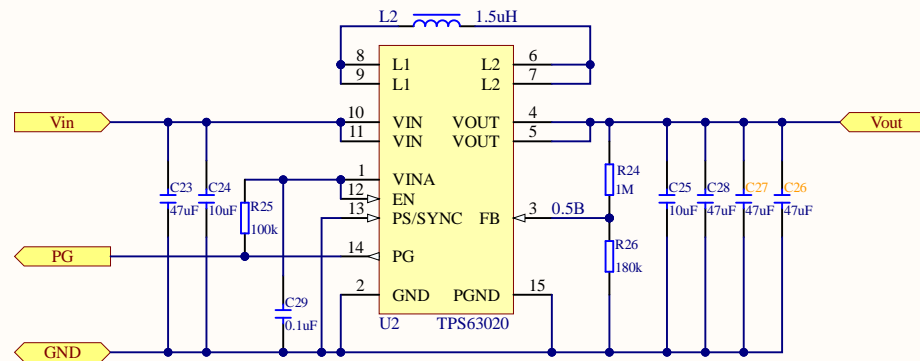 L2 1.5uH
8 L1 L2 6
9 L1 L2 7
Vin 10 VIN VOUT 4 Vout
11 VIN VOUT 5
1 VINA
12 EN
13 PS/SYNC FB 3 0.5В
14 PG
2 GND PGND 15
U2 TPS63020
C23
47uF
C24
10uF
R25
100k
C29
0.1uF
R24
1M
R26
180k
C25
10uF
C28
47uF
C27
47uF
C26
47uF
PG
GND